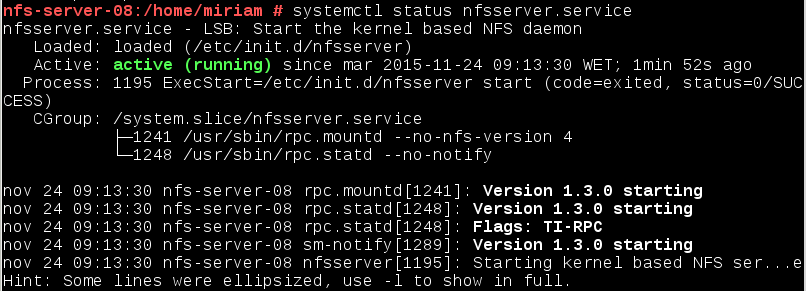 nfs-server-08:/home/miriam # systemctl status nfsserver.service
nfsserver.service - LSB: Start the kernel based NFS daemon
   Loaded: loaded (/etc/init.d/nfsserver)
   Active: active (running) since mar 2015-11-24 09:13:30 WET; 1min 52s ago
  Process: 1195 ExecStart=/etc/init.d/nfsserver start (code=exited, status=0/SUC
CESS)
   CGroup: /system.slice/nfsserver.service
           ├─1241 /usr/sbin/rpc.mountd --no-nfs-version 4
           └─1248 /usr/sbin/rpc.statd --no-notify

nov 24 09:13:30 nfs-server-08 rpc.mountd[1241]: Version 1.3.0 starting
nov 24 09:13:30 nfs-server-08 rpc.statd[1248]: Version 1.3.0 starting
nov 24 09:13:30 nfs-server-08 rpc.statd[1248]: Flags: TI-RPC
nov 24 09:13:30 nfs-server-08 sm-notify[1289]: Version 1.3.0 starting
nov 24 09:13:30 nfs-server-08 nfsserver[1195]: Starting kernel based NFS ser...e
Hint: Some lines were ellipsized, use -l to show in full.